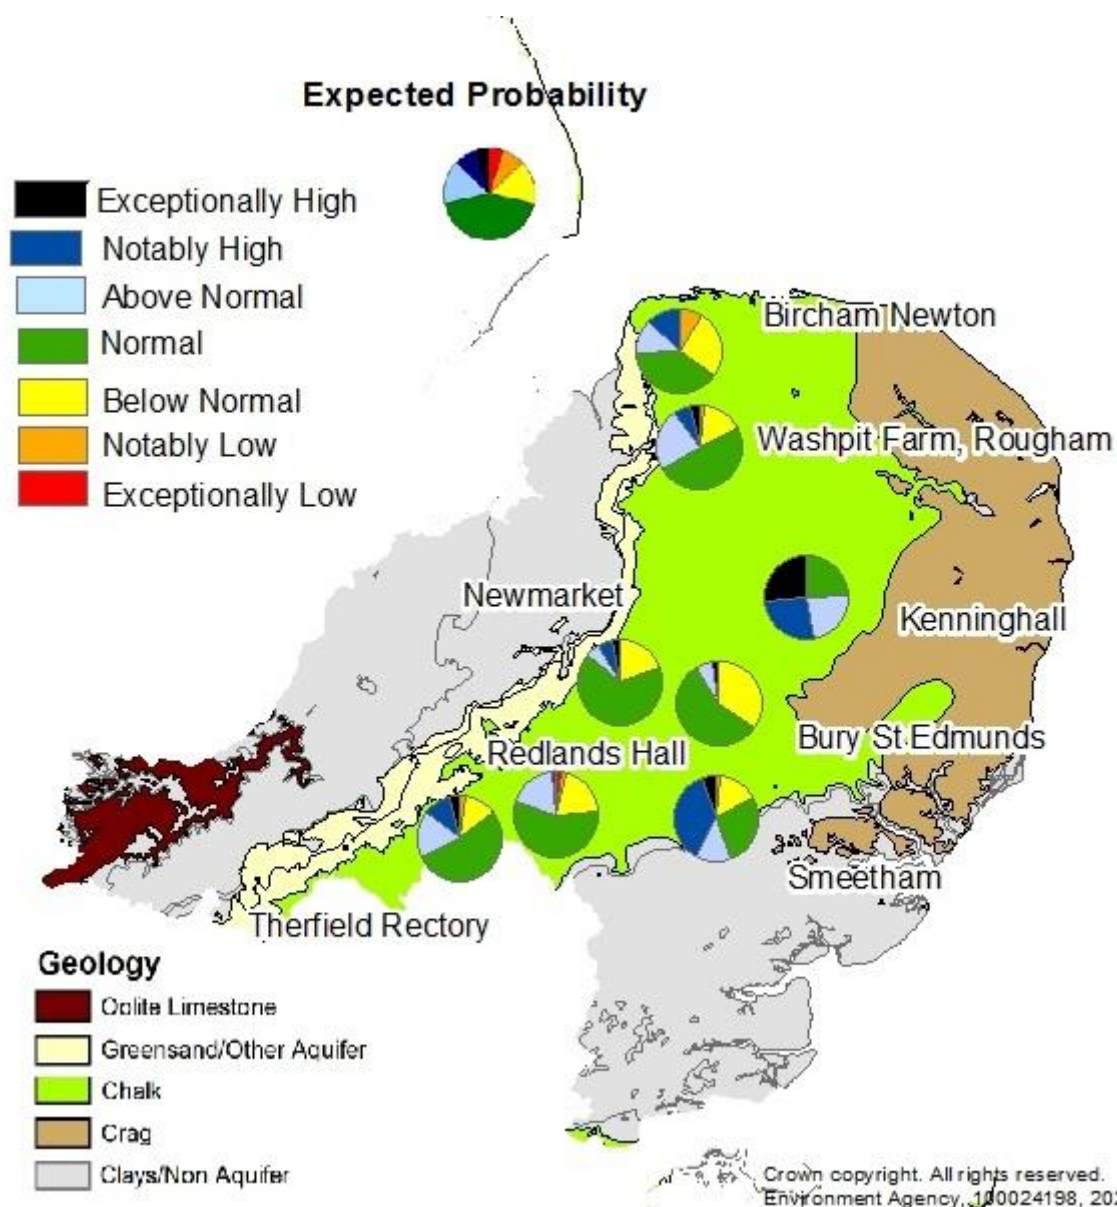 Expected Probability
Exceptionally High
Notably High
Above Normal
Normal
Below Normal
Notably Low
Exceptionally Low
Bircham Newton
Washpit Farm, Rougham
Newmarket
Kenninghall
Redlands Hall
Bury St Edmunds
Smeetham
Therfield Rectory
Geology
Oolite Limestone
Greensand/Other Aquifer
Chalk
Crag
Clays/Non Aquifer
Crown copyright. All rights reserved.
Environment Agency, 100024198, 202